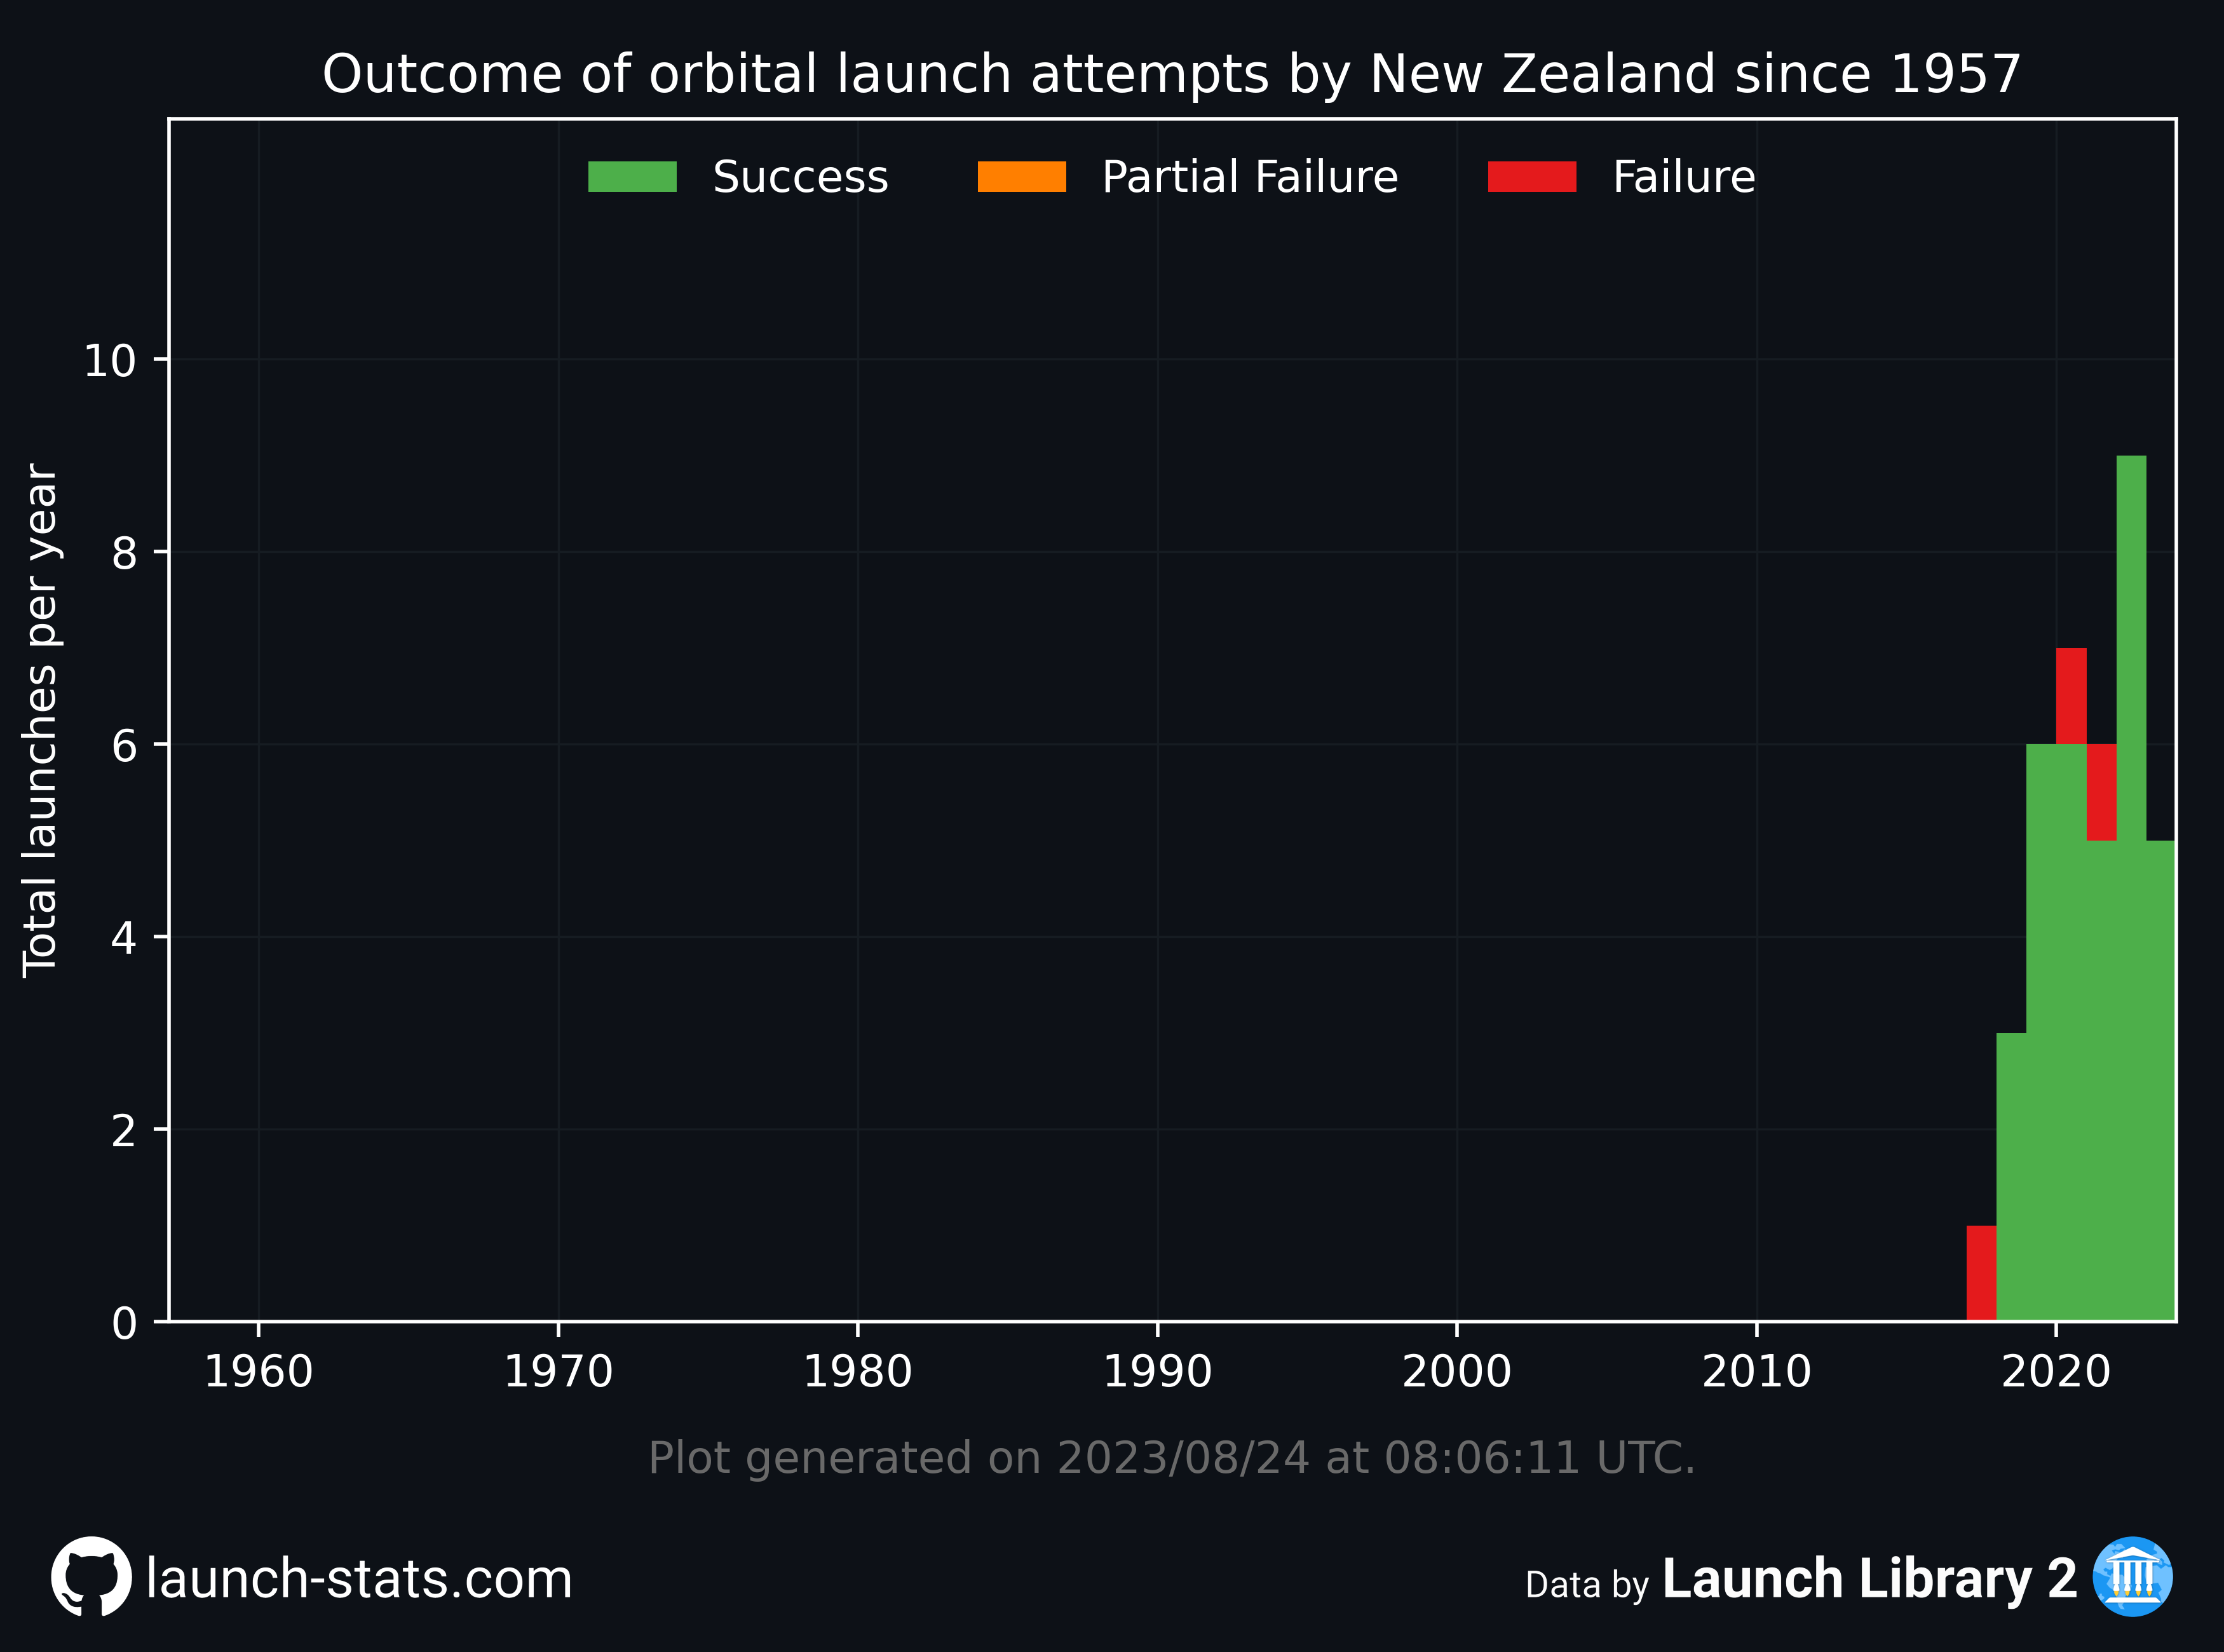 Outcome of orbital launch attempts by New Zealand since 1957
Success Partial Failure Failure
Total launches per year
10
8
6
4
2
0
1960 1970 1980 1990 2000 2010 2020
Plot generated on 2023/08/24 at 08:06:11 UTC.
launch-stats.com
Data by Launch Library 2